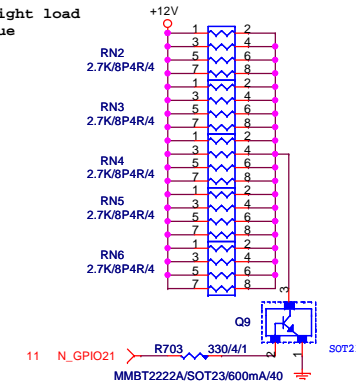 ight load
ue
+12V
1 2
3 4
RN2
5 6
2.7K/8P4R/4
7 8
1 2
RN3
3 4
2.7K/8P4R/4
5 6
7 8
1 2
RN4
3 4
2.7K/8P4R/4
5 6
7 8
1 2
RN5
3 4
2.7K/8P4R/4
5 6
7 8
1 2
RN6
3 4
2.7K/8P4R/4
5 6
7 8
3
Q9
SOT2
11 N_GPIO21
R703 330/4/1
2 1
MMBT2222A/SOT23/600mA/40